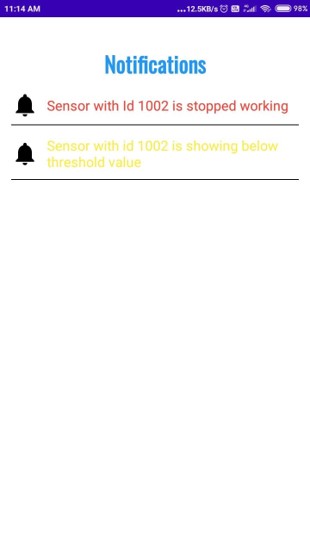 11:14 AM ...12.5KB/s 98%
Notifications
Sensor with Id 1002 is stopped working
Sensor with id 1002 is showing below
threshold value